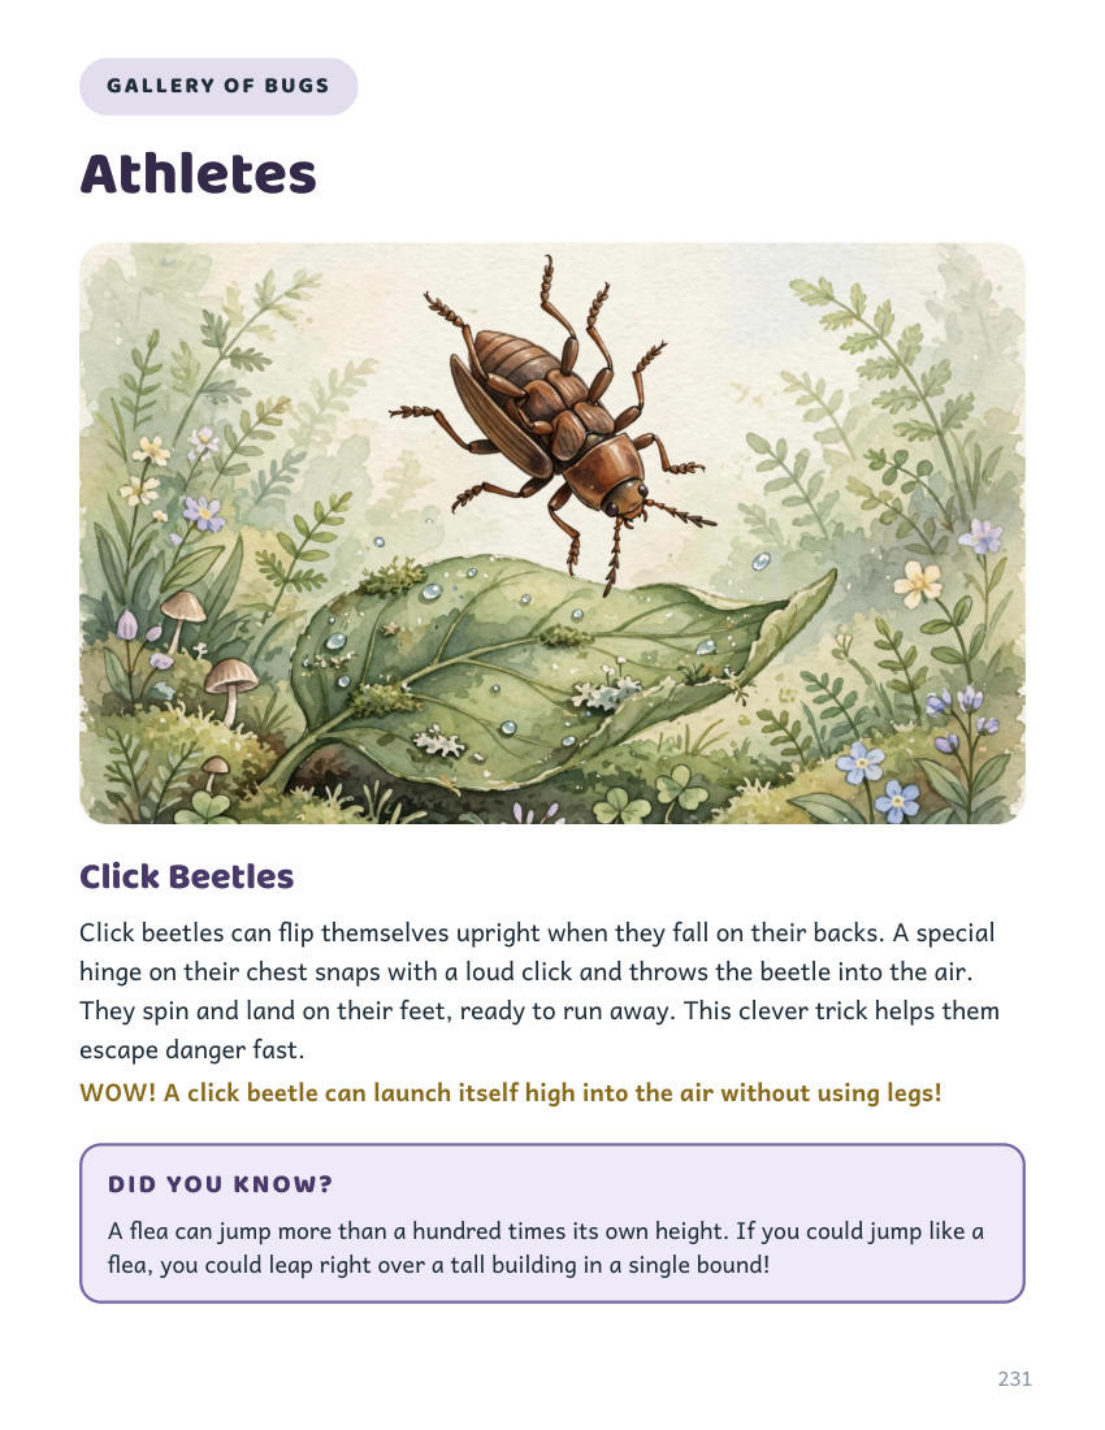 GALLERY OF BUGS
Athletes
Click Beetles
Click beetles can flip themselves upright when they fall on their backs. A special
hinge on their chest snaps with a loud click and throws the beetle into the air.
They spin and land on their feet, ready to run away. This clever trick helps them
escape danger fast.
WOW! A click beetle can launch itself high into the air without using legs!
DID YOU KNOW?
A flea can jump more than a hundred times its own height. If you could jump like a
flea, you could leap right over a tall building in a single bound!
231